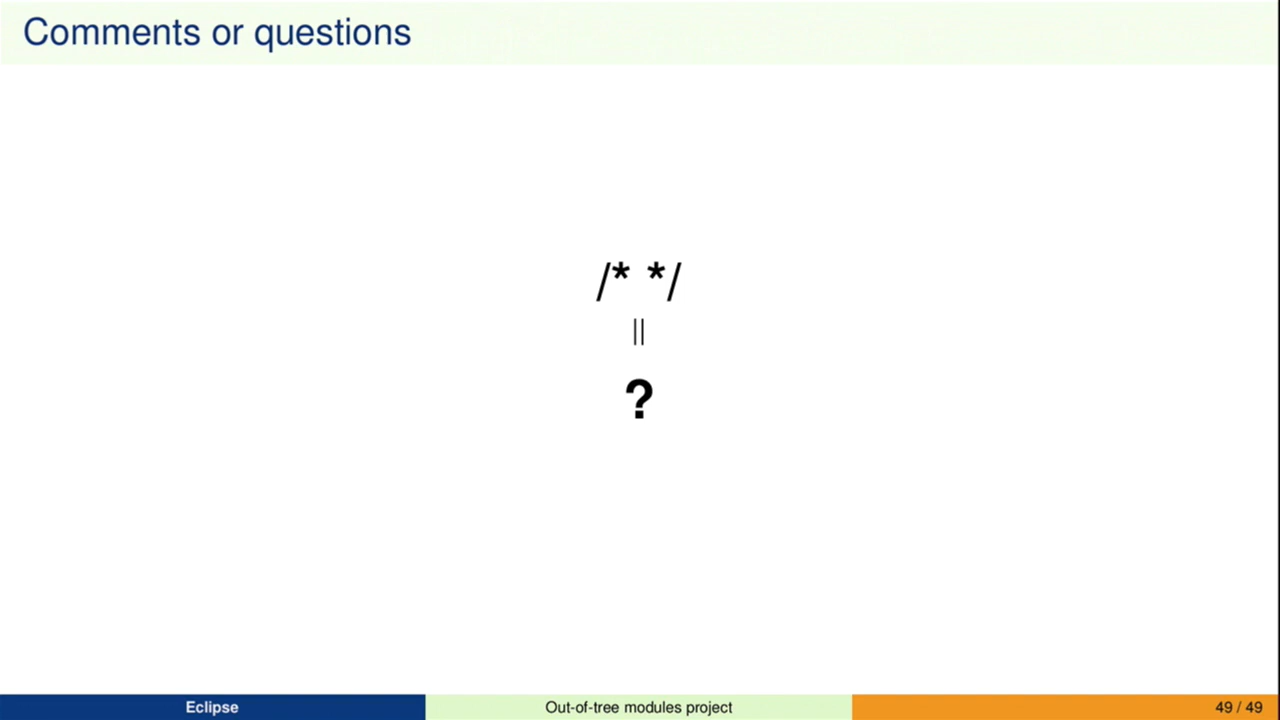 Comments or questions
/* */
||
?
Eclipse
Out-of-tree modules project
49 / 49